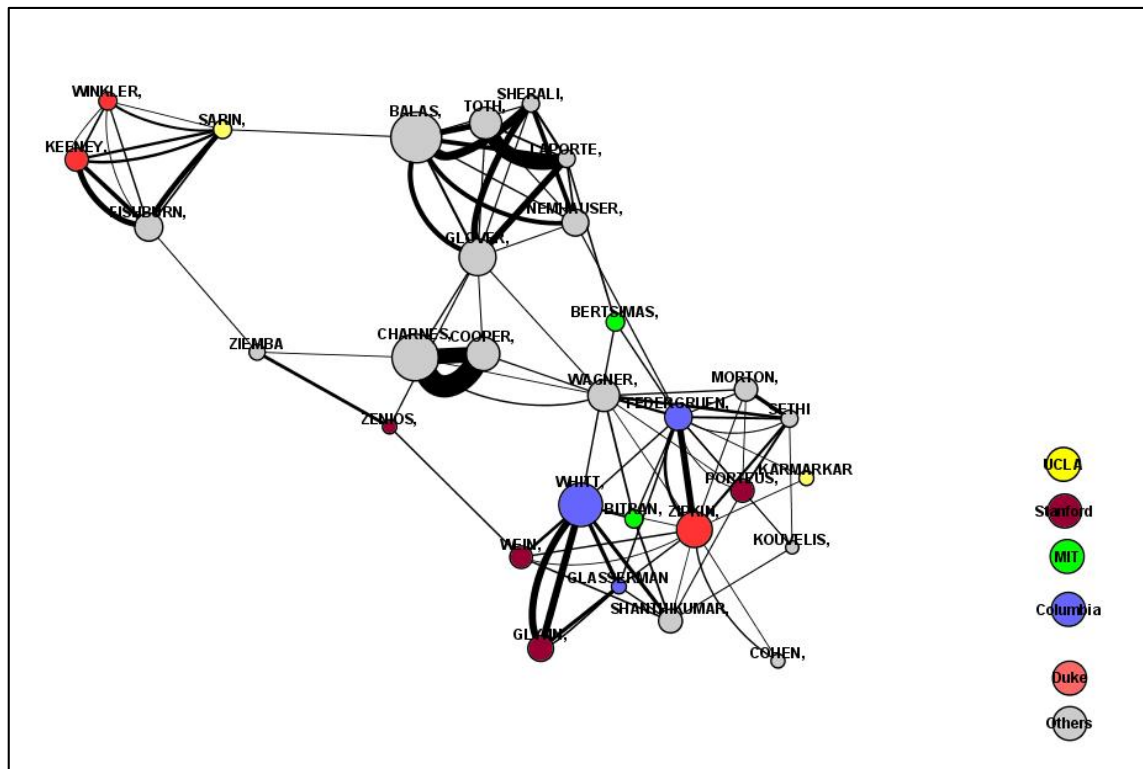 WINKLER,
SARIN,
KEENEY,
FISHBURN,
BALAS,
TOTH,
SHERALI,
LAPORTE,
NEMHAUSER,
GLOVER,
BERTSIMAS,
ZIEMBA
CHARNES,
COOPER,
WAGNER,
MORTON,
FEDERGRUEN,
SETHI
ZENIOS,
KARMARKAR
PORTEUS,
WHITT,
BITRAN,
ZIPKIN,
WEIN,
KOUVELIS,
GLASSERMAN
SHANTHIKUMAR,
GLYNN,
COHEN,
UCLA
Stanford
MIT
Columbia
Duke
Others